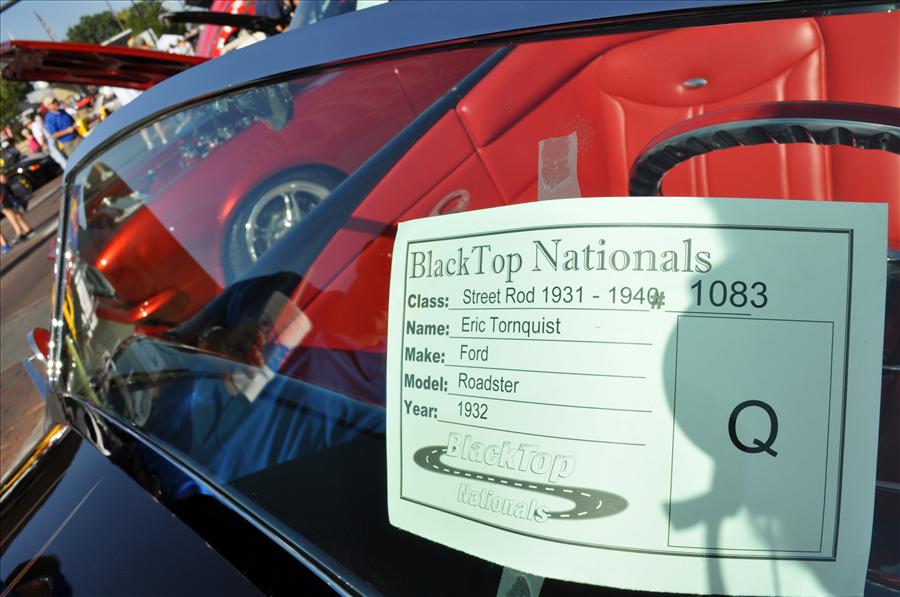 BlackTop Nationals
Class: Street Rod 1931 - 1940 # 1083
Name: Eric Tornquist
Make: Ford
Model: Roadster
Year: 1932
Q
BlackTop
Nationals